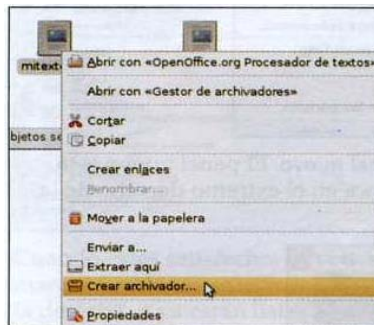 mitexto
Abrir con «OpenOffice.org Procesador de textos»
Abrir con «Gestor de archivadores»
Cortar
bjetos se
Copiar
Crear enlaces
Renombrar...
Mover a la papelera
Enviar a...
Extraer aquí
Crear archivador...
Propiedades